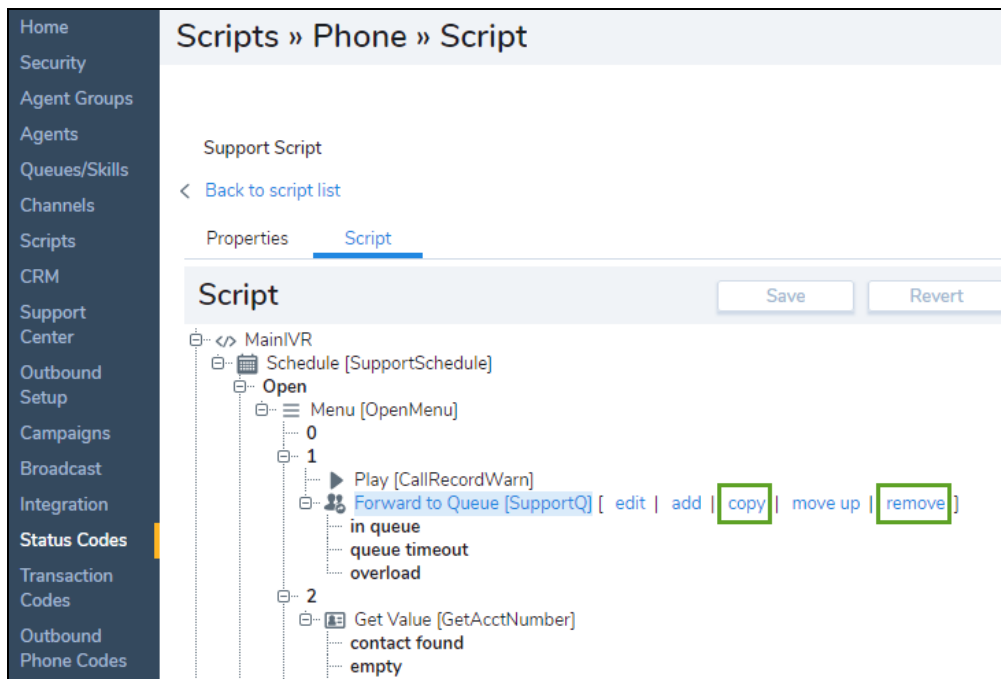 Home
Security
Agent Groups
Agents
Queues/Skills
Channels
Scripts
CRM
Support
Center
Outbound
Setup
Campaigns
Broadcast
Integration
Status Codes
Transaction
Codes
Outbound
Phone Codes
Scripts » Phone » Script
Support Script
< Back to script list
Properties Script
Script Save Revert
</> MainIVR
Schedule [SupportSchedule]
Open
Menu [OpenMenu]
0
1
Play [CallRecordWarn]
Forward to Queue [SupportQ] [ edit | add | copy | move up | remove ]
in queue
queue timeout
overload
2
Get Value [GetAcctNumber]
contact found
empty